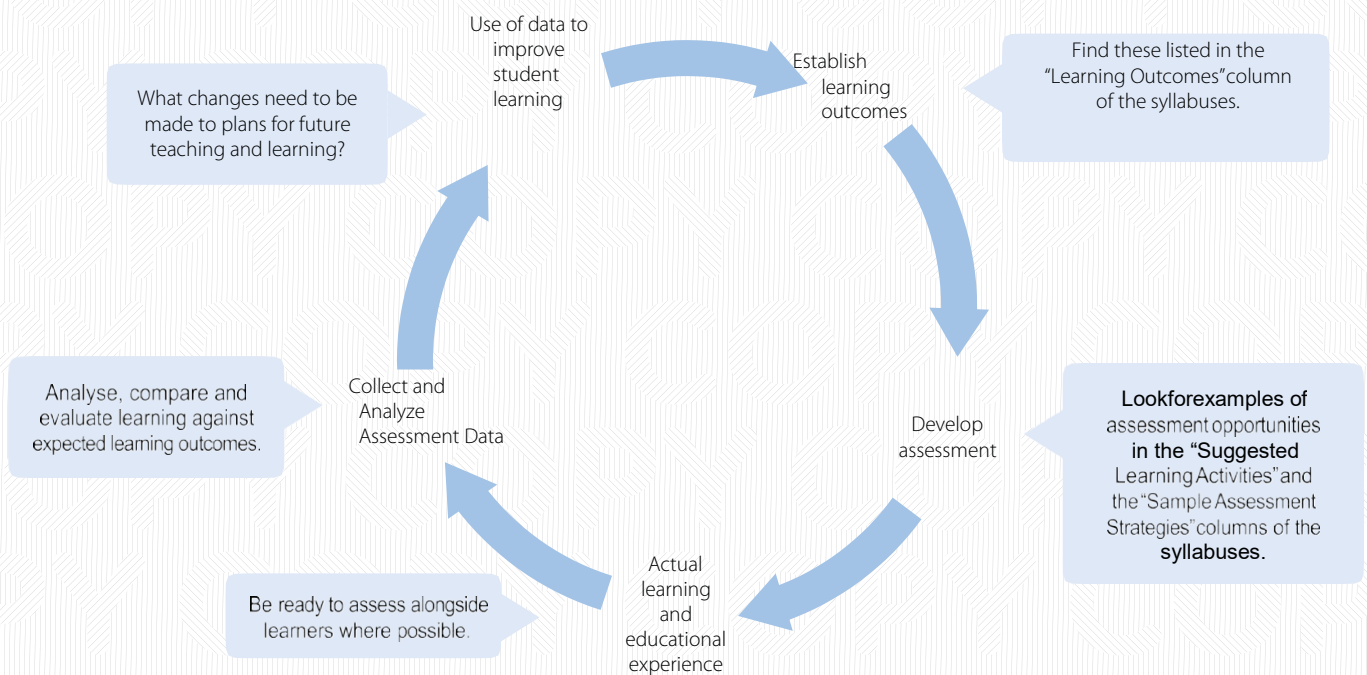 Use of data to
improve
student
learning
Establish
learning
outcomes
Find these listed in the
“Learning Outcomes”column
of the syllabuses.
What changes need to be
made to plans for future
teaching and learning?
Analyse, compare and
evaluate learning against
expected learning outcomes.
Collect and
Analyze
Assessment Data
Develop
assessment
Lookforexamples of
assessment opportunities
in the “Suggested
Learning Activities”and
the“Sample Assessment
Strategies”columns of the
syllabuses.
Actual
learning
and
educational
experience
Be ready to assess alongside
learners where possible.